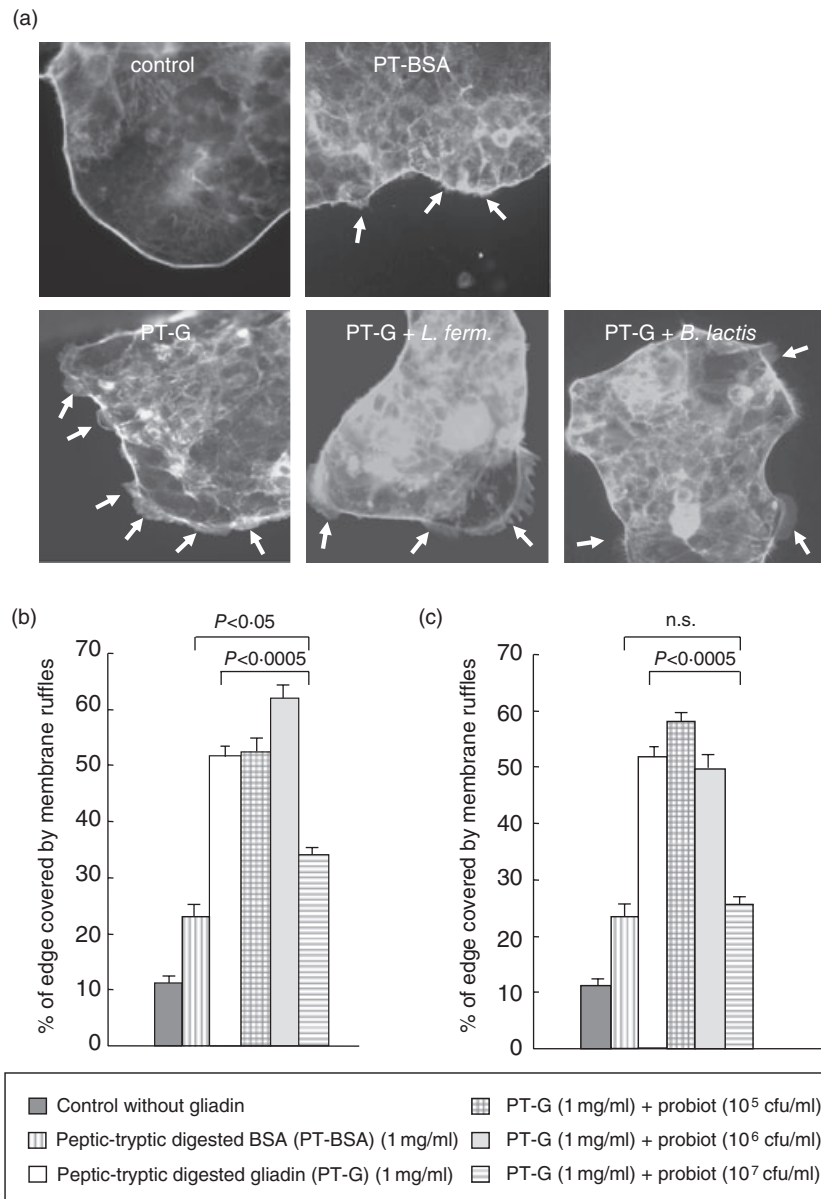 (a)
control
PT-BSA
PT-G
PT-G + L. ferm.
PT-G + B. lactis
(b)
P<0·05
P<0·0005
% of edge covered by membrane ruffles
70
60
50
40
30
20
10
0
(c)
n.s.
P<0·0005
% of edge covered by membrane ruffles
70
60
50
40
30
20
10
0
Control without gliadin
Peptic-tryptic digested BSA (PT-BSA) (1 mg/ml)
Peptic-tryptic digested gliadin (PT-G) (1 mg/ml)
PT-G (1 mg/ml) + probiot (10⁵ cfu/ml)
PT-G (1 mg/ml) + probiot (10⁶ cfu/ml)
PT-G (1 mg/ml) + probiot (10⁷ cfu/ml)